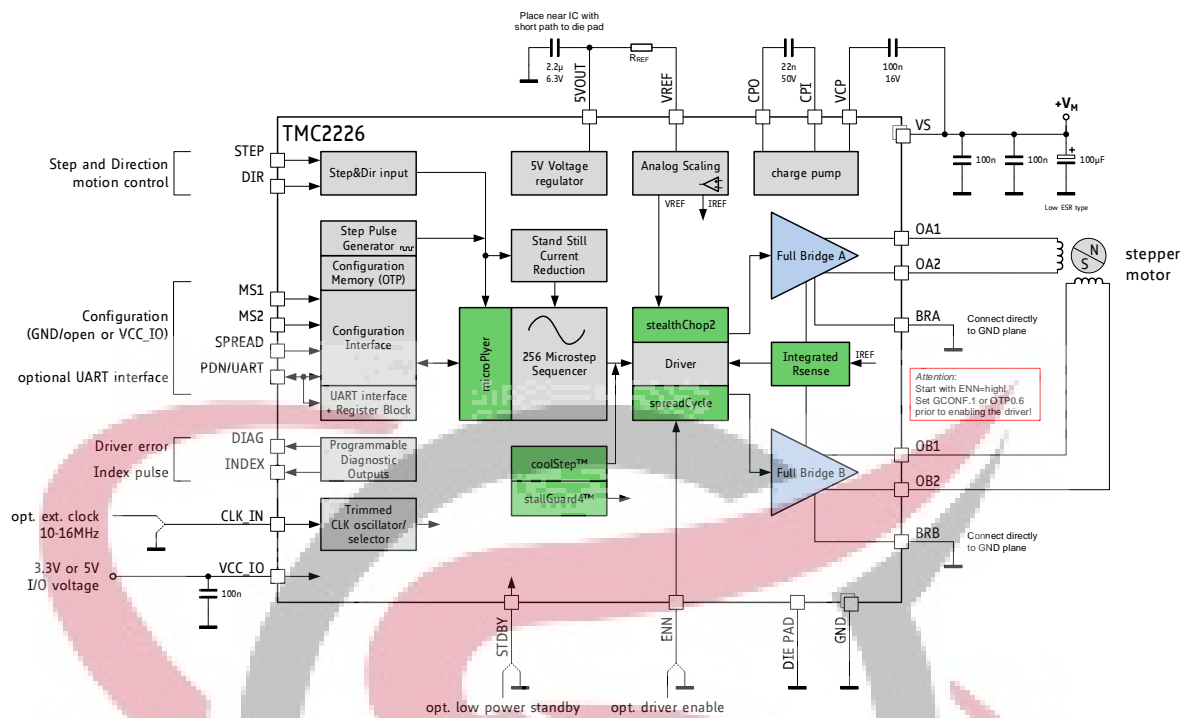 Place near IC with
short path to die pad
2.2µ
6.3V
RREF
22n
50V
100n
16V
5VOUT
VREF
CPO
CPI
VCP
+VM
TMC2226
VS
100n
100n
100µF
+
Low ESR type
Step and Direction
motion control
STEP
DIR
Step&Dir input
5V Voltage
regulator
Analog Scaling
VREF
IREF
charge pump
Step Pulse
Generator
Configuration
Memory (OTP)
Stand Still
Current
Reduction
Full Bridge A
OA1
OA2
N
S
stepper
motor
Configuration
(GND/open or VCC_IO)
MS1
MS2
SPREAD
PDN/UART
optional UART interface
Configuration
Interface
UART interface
+ Register Block
microPlyer
256 Microstep
Sequencer
stealthChop2
Driver
spreadCycle
Integrated
Rsense
IREF
BRA
Connect directly
to GND plane
Attention:
Start with ENN=high!
Set GCONF.1 or OTP0.6
prior to enabling the driver!
Driver error
Index pulse
DIAG
INDEX
Programmable
Diagnostic
Outputs
coolStep™
stallGuard4™
Full Bridge B
OB1
OB2
opt. ext. clock
10-16MHz
CLK_IN
Trimmed
CLK oscillator/
selector
BRB
Connect directly
to GND plane
3.3V or 5V
I/O voltage
VCC_IO
100n
STDBY
ENN
DIE PAD
GND
opt. low power standby
opt. driver enable